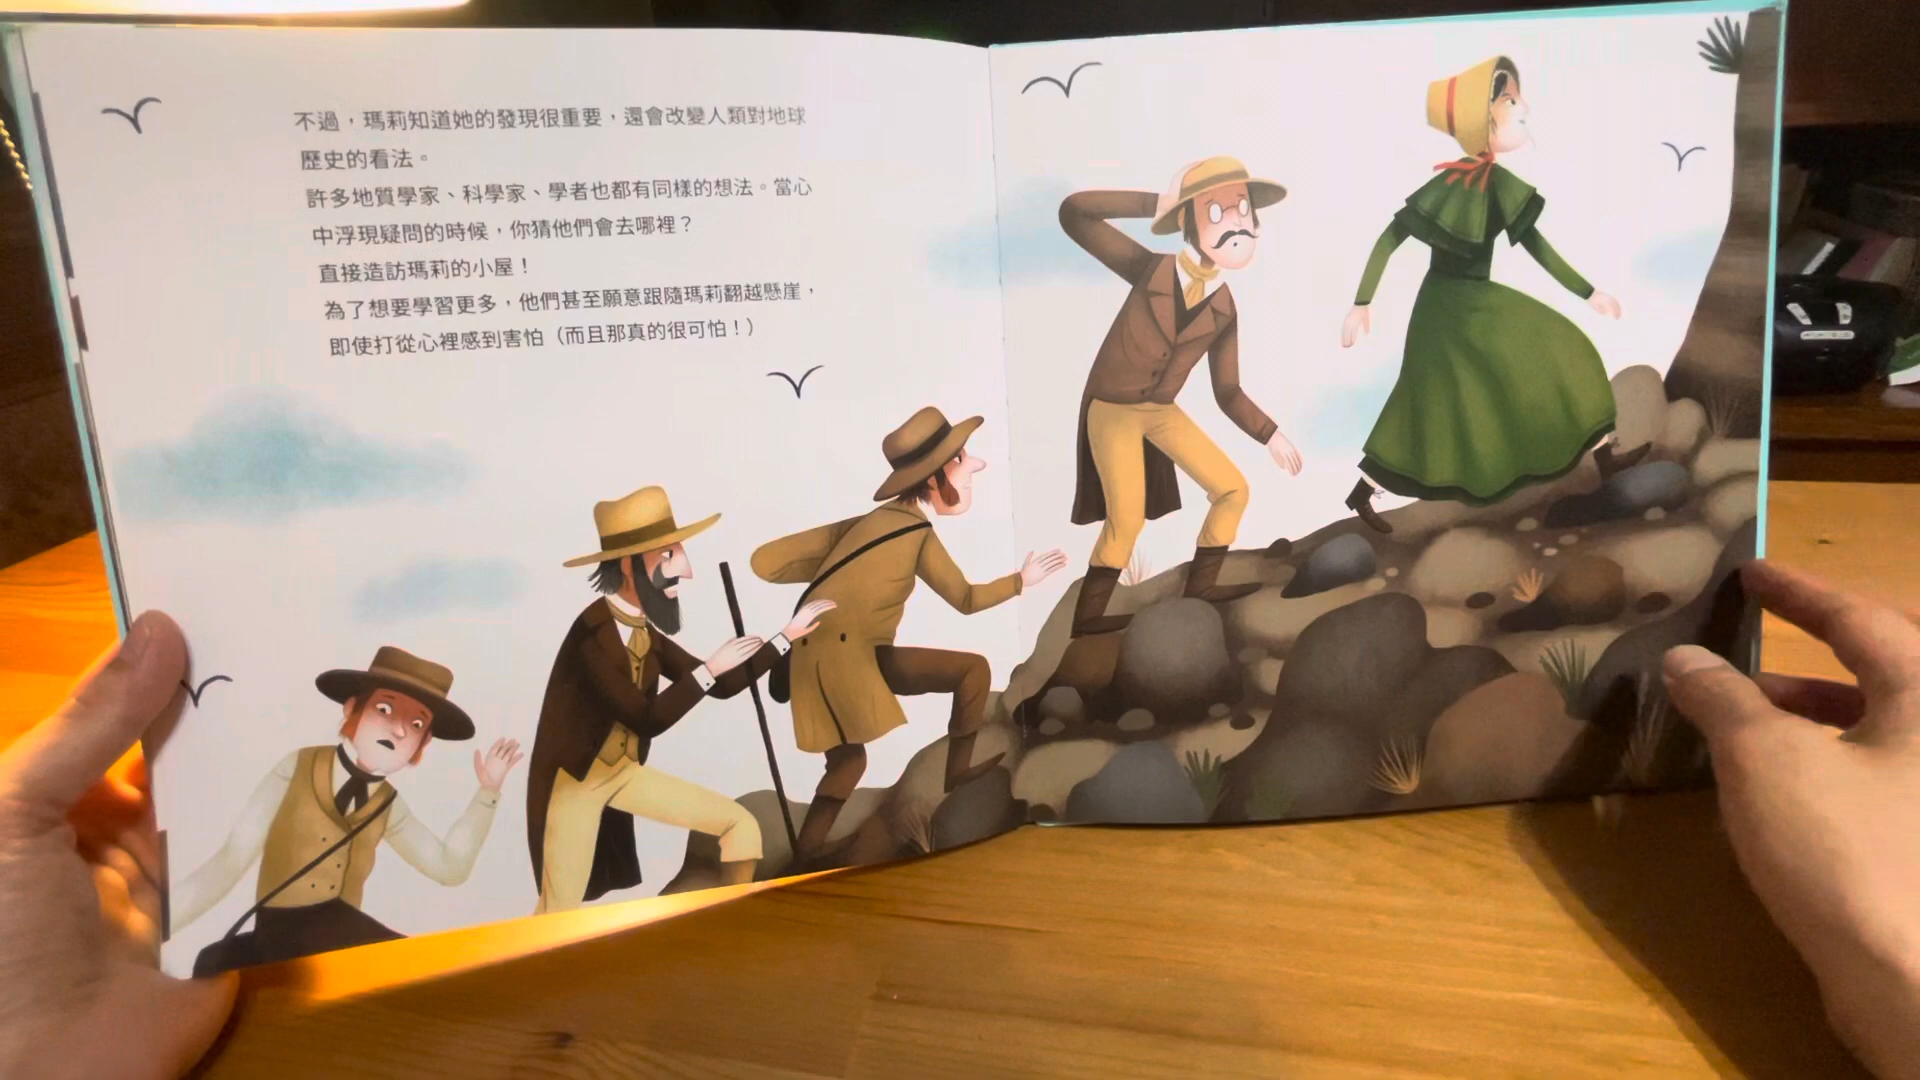 不過，瑪莉知道她的發現很重要，還會改變人類對地球
歷史的看法。
許多地質學家、科學家、學者也都有同樣的想法。當心
中浮現疑問的時候，你猜他們會去哪裡？
直接造訪瑪莉的小屋！
為了想要學習更多，他們甚至願意跟隨瑪莉翻越懸崖，
即使打從心裡感到害怕（而且那真的很可怕！）